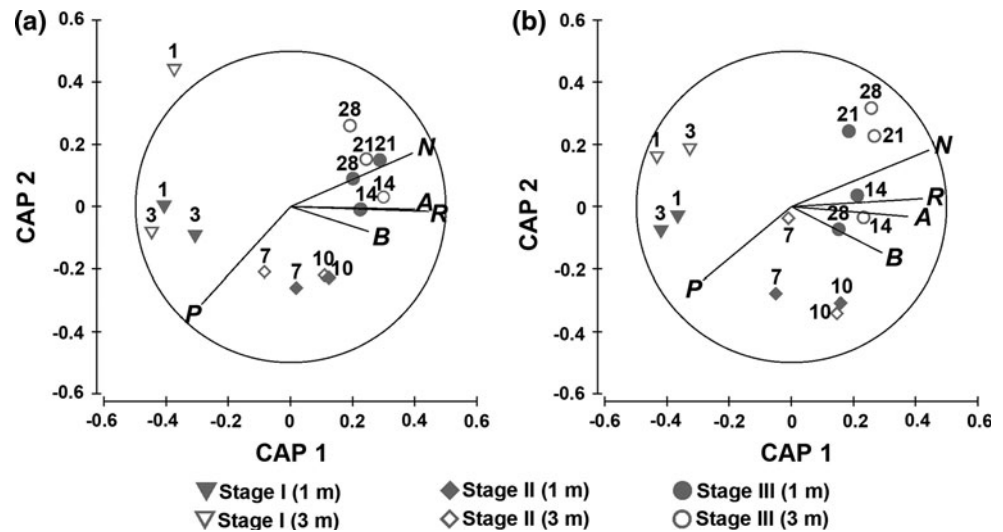 (a)
0.6
0.4
0.2
0
-0.2
-0.4
-0.6
CAP 2
1
28
21 21
N
28
14
14
A
R
B
1
3
3
7
7
10
10
P
-0.6 -0.4 -0.2 0 0.2 0.4 0.6
CAP 1
(b)
0.6
0.4
0.2
0
-0.2
-0.4
-0.6
CAP 2
28
21
21
1
3
N
14
R
A
1
3
7
28
14
B
7
10
10
P
-0.6 -0.4 -0.2 0 0.2 0.4 0.6
CAP 1
Stage I (1 m) Stage II (1 m) Stage III (1 m)
Stage I (3 m) Stage II (3 m) Stage III (3 m)